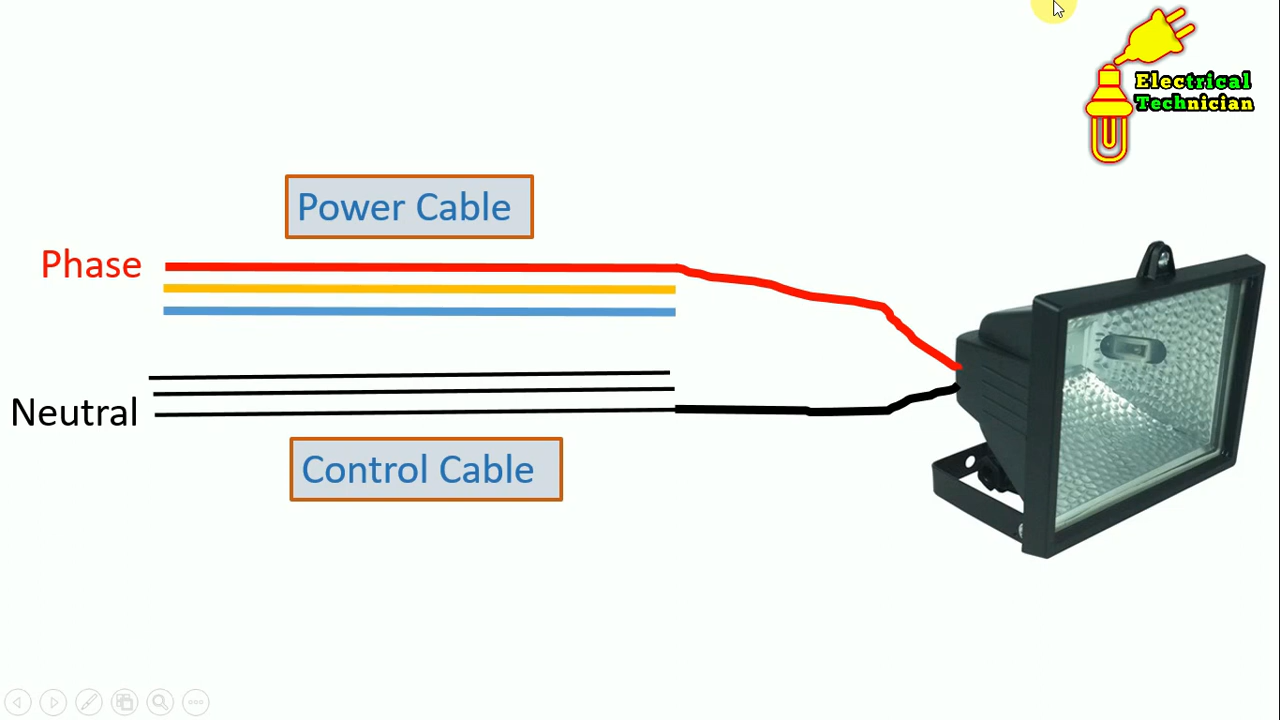 Electrical
Technician
Power Cable
Phase
Neutral
Control Cable